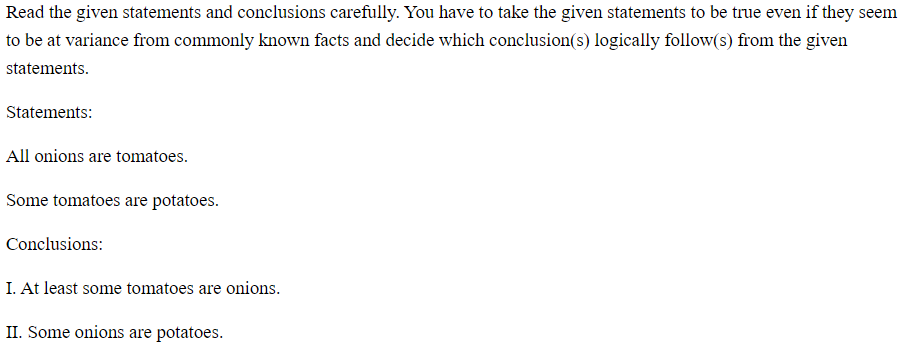 Read the given statements and conclusions carefully. You have to take the given statements to be true even if they seem
to be at variance from commonly known facts and decide which conclusion(s) logically follow(s) from the given
statements.
Statements:
All onions are tomatoes.
Some tomatoes are potatoes.
Conclusions:
I. At least some tomatoes are onions.
II. Some onions are potatoes.